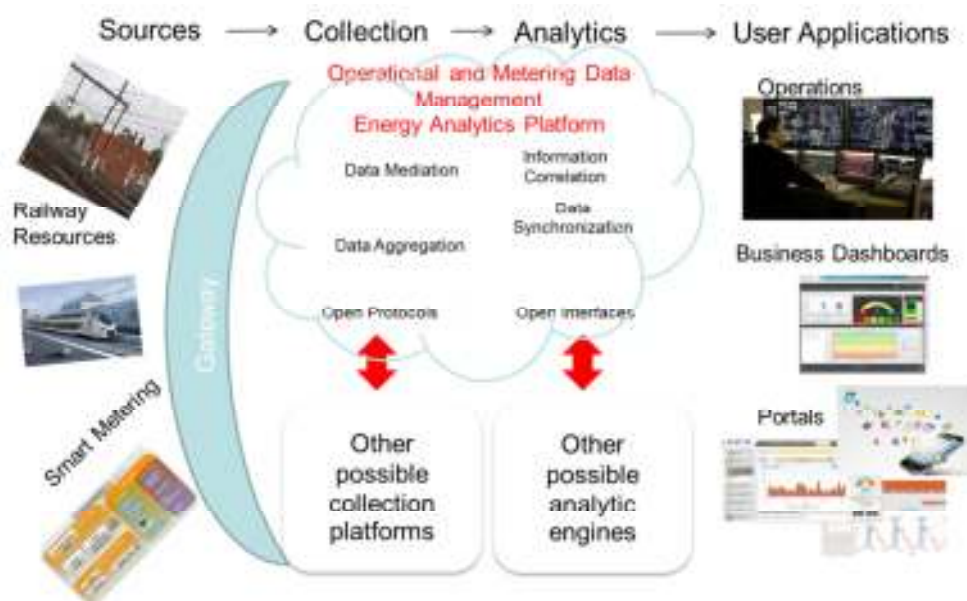 Sources
Collection
Analytics
User Applications
Operational and Metering Data
Management
Energy Analytics Platform
Data Mediation
Information
Correlation
Data
Synchronization
Data Aggregation
Open Protocols
Open Interfaces
Railway
Resources
Smart Metering
Gateway
Other
possible
collection
platforms
Other
possible
analytic
engines
Operations
Business Dashboards
Portals